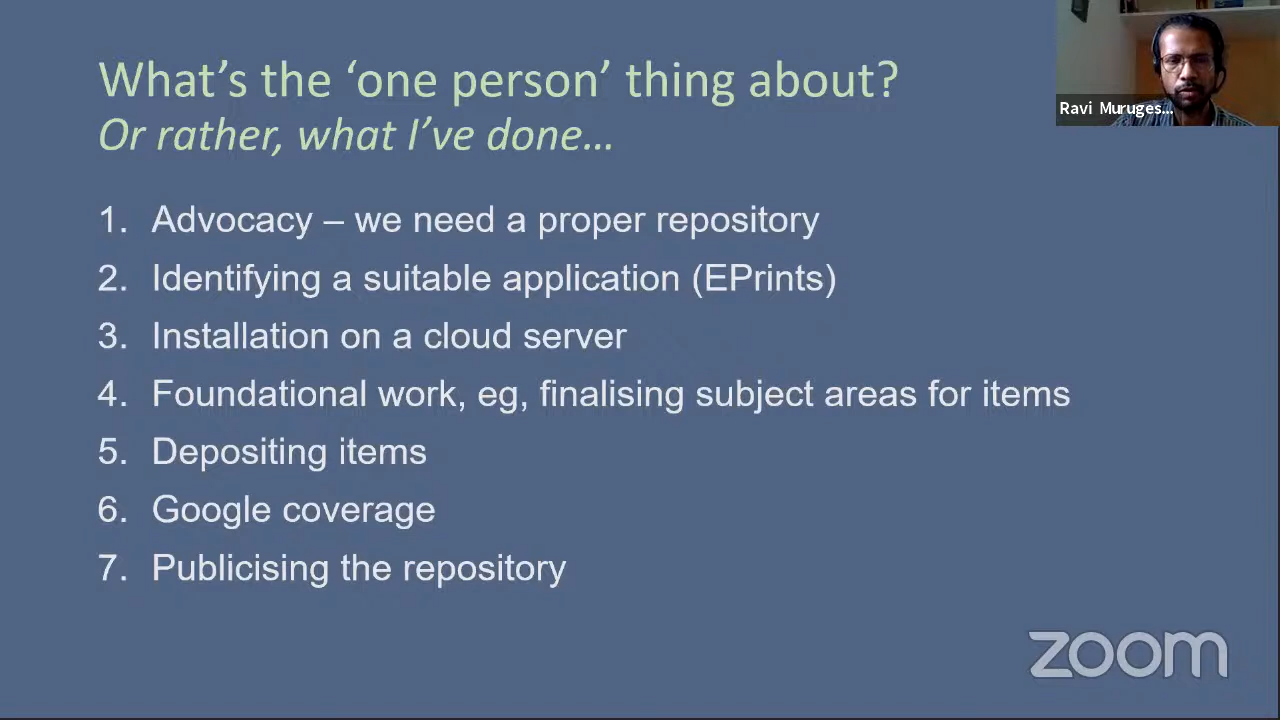 What's the ‘one person’ thing about?
Or rather, what I've done…
Ravi Muruges...
1. Advocacy – we need a proper repository
2. Identifying a suitable application (EPrints)
3. Installation on a cloud server
4. Foundational work, eg, finalising subject areas for items
5. Depositing items
6. Google coverage
7. Publicising the repository
zoom